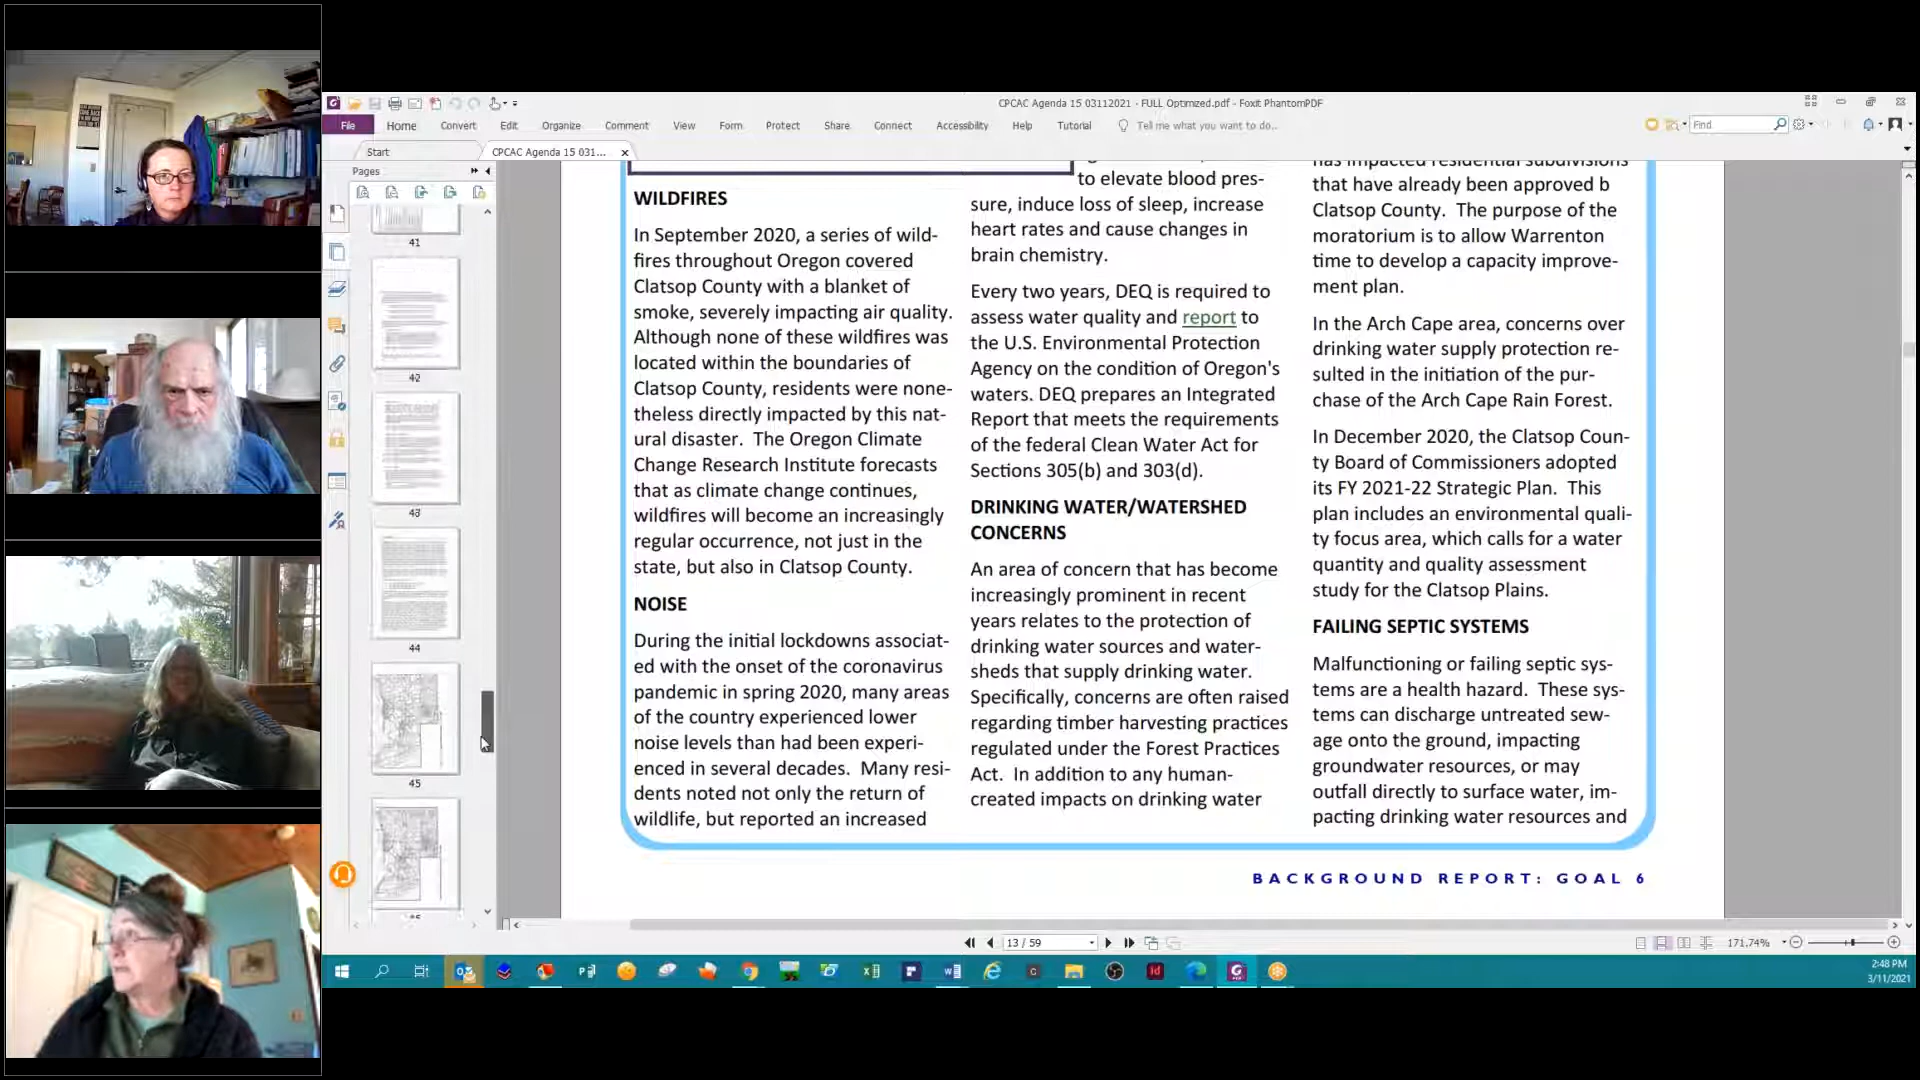 CPCAC Agenda 15 03112021 - FULL Optimized.pdf - Foxit PhantomPDF
File Home Convert Edit Organize Comment View Form Protect Share Connect Accessibility Help Tutorial Tell me what you want to do.. Find
Start CPCAC Agenda 15 031...
Pages
41
42
43
44
45
WILDFIRES
In September 2020, a series of wild-
fires throughout Oregon covered
Clatsop County with a blanket of
smoke, severely impacting air quality.
Although none of these wildfires was
located within the boundaries of
Clatsop County, residents were none-
theless directly impacted by this nat-
ural disaster. The Oregon Climate
Change Research Institute forecasts
that as climate change continues,
wildfires will become an increasingly
regular occurrence, not just in the
state, but also in Clatsop County.
NOISE
During the initial lockdowns associat-
ed with the onset of the coronavirus
pandemic in spring 2020, many areas
of the country experienced lower
noise levels than had been experi-
enced in several decades. Many resi-
dents noted not only the return of
wildlife, but reported an increased
to elevate blood pres-
sure, induce loss of sleep, increase
heart rates and cause changes in
brain chemistry.
Every two years, DEQ is required to
assess water quality and report to
the U.S. Environmental Protection
Agency on the condition of Oregon's
waters. DEQ prepares an Integrated
Report that meets the requirements
of the federal Clean Water Act for
Sections 305(b) and 303(d).
DRINKING WATER/WATERSHED
CONCERNS
An area of concern that has become
increasingly prominent in recent
years relates to the protection of
drinking water sources and water-
sheds that supply drinking water.
Specifically, concerns are often raised
regarding timber harvesting practices
regulated under the Forest Practices
Act. In addition to any human-
created impacts on drinking water
has impacted residential subdivisions
that have already been approved b
Clatsop County. The purpose of the
moratorium is to allow Warrenton
time to develop a capacity improve-
ment plan.
In the Arch Cape area, concerns over
drinking water supply protection re-
sulted in the initiation of the pur-
chase of the Arch Cape Rain Forest.
In December 2020, the Clatsop Coun-
ty Board of Commissioners adopted
its FY 2021-22 Strategic Plan. This
plan includes an environmental quali-
ty focus area, which calls for a water
quantity and quality assessment
study for the Clatsop Plains.
FAILING SEPTIC SYSTEMS
Malfunctioning or failing septic sys-
tems are a health hazard. These sys-
tems can discharge untreated sew-
age onto the ground, impacting
groundwater resources, or may
outfall directly to surface water, im-
pacting drinking water resources and
BACKGROUND REPORT: GOAL 6
13 / 59
171.74%
2:48 PM
3/11/2021